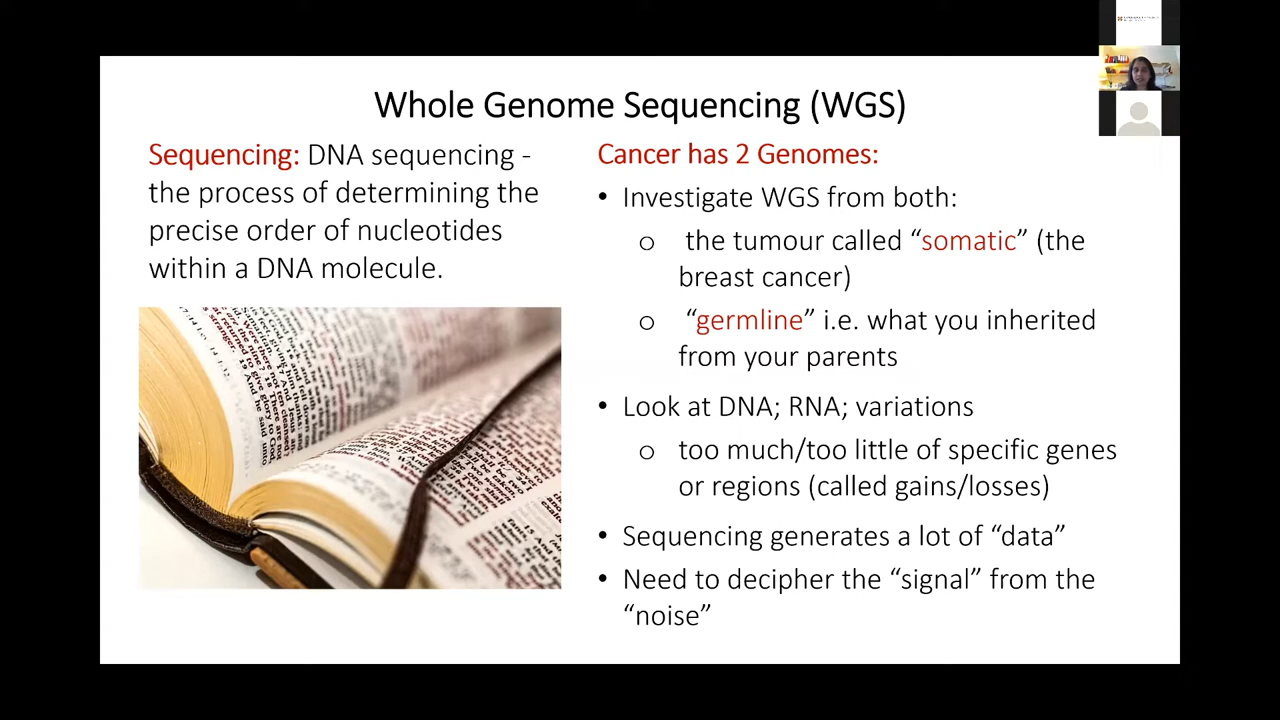 Whole Genome Sequencing (WGS)
Sequencing: DNA sequencing -
the process of determining the
precise order of nucleotides
within a DNA molecule.
Cancer has 2 Genomes:
• Investigate WGS from both:
o the tumour called “somatic” (the
breast cancer)
o “germline” i.e. what you inherited
from your parents
• Look at DNA; RNA; variations
o too much/too little of specific genes
or regions (called gains/losses)
• Sequencing generates a lot of “data”
• Need to decipher the “signal” from the
“noise”